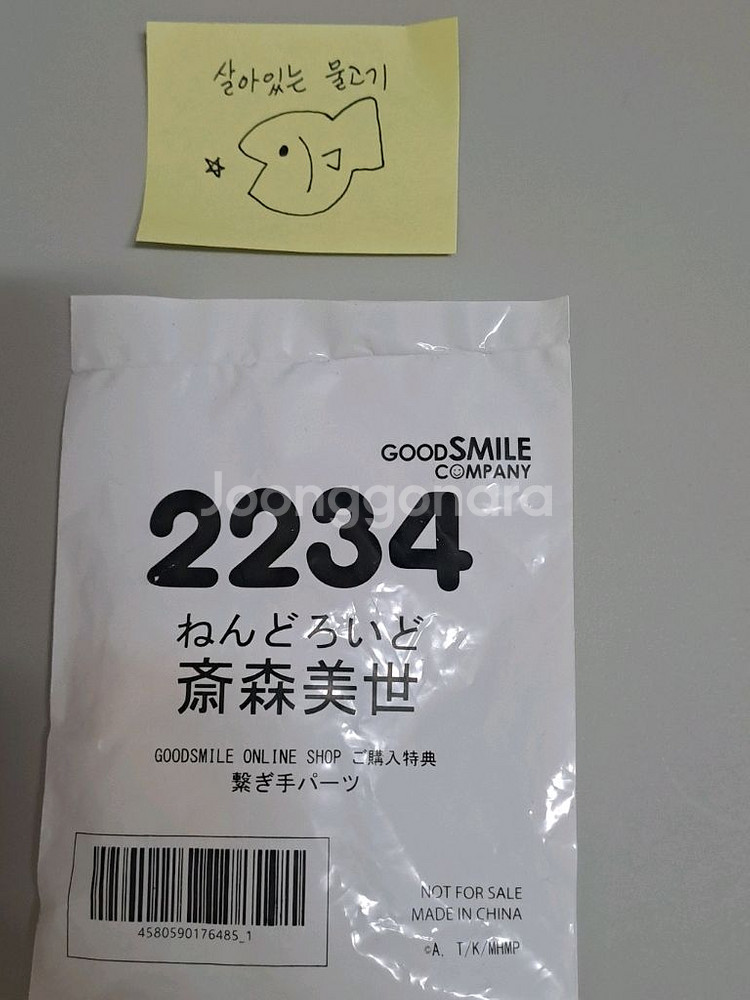 살아있는 물고기
GOODSMILE
COMPANY
Joonggonara
2234
ねんどろいど
斎森美世
GOODSMILE ONLINE SHOP ご購入特典
繋ぎ手パーツ
4580590176485_1
NOT FOR SALE
MADE IN CHINA
©A. T/K/MHMP